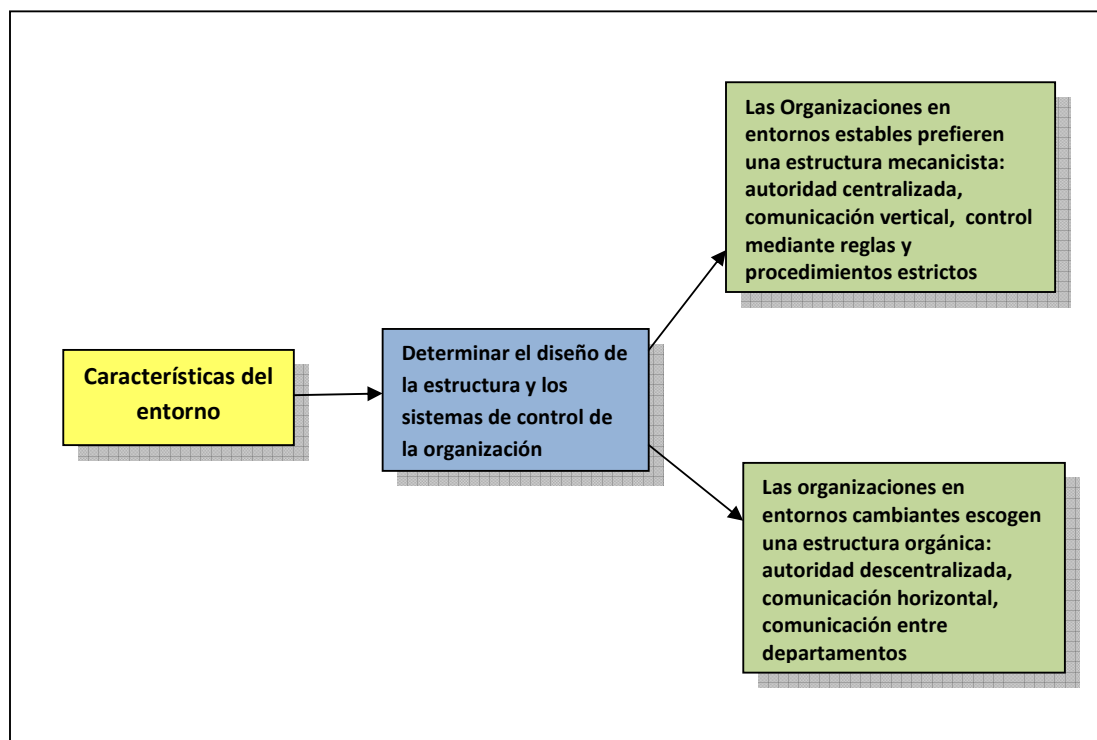 Características del
entorno
Determinar el diseño de
la estructura y los
sistemas de control de
la organización
Las Organizaciones en
entornos estables prefieren
una estructura mecanicista:
autoridad centralizada,
comunicación vertical, control
mediante reglas y
procedimientos estrictos
Las organizaciones en
entornos cambiantes escogen
una estructura orgánica:
autoridad descentralizada,
comunicación horizontal,
comunicación entre
departamentos